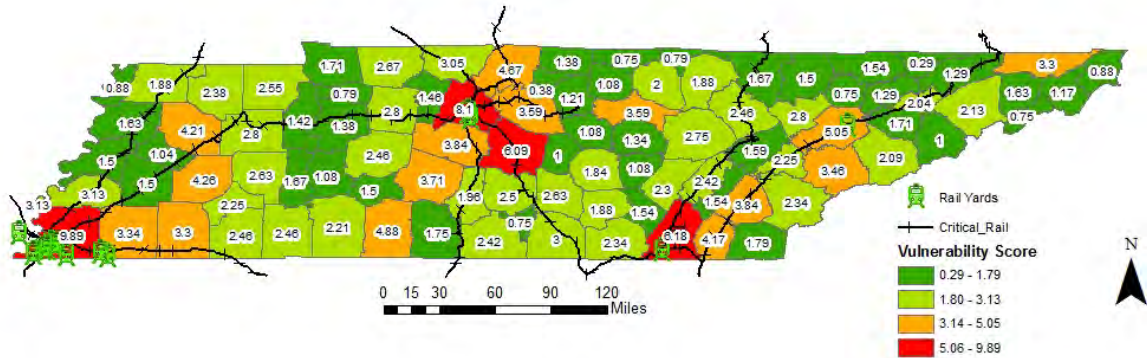 1.71 2.67 3.05 4.67 1.38 0.75 0.79 1.67 1.5 1.54 0.29 1.29 3.3 0.88
0.88 1.88 2.38 2.55 0.79 2.8 1.46 8.1 0.38 1.21 1.08 2 1.88 0.75 1.29 2.04 1.63 1.17
1.63 4.21 2.8 1.42 1.38 3.59 3.59 2.46 2.8 5.05 1.71 2.13 0.75
1.5 1.04 2.46 3.84 6.09 1 1.08 1.34 2.75 1.59 2.25 2.09 1
3.13 1.5 4.26 2.63 1.67 1.08 1.5 3.71 1.84 1.08 2.3 2.42 3.46
3.13 2.25 1.96 2.5 2.63 1.88 1.54 1.54 3.84 2.34
9.89 3.34 3.3 2.46 2.46 2.21 4.88 1.75 2.42 0.75 3 2.34 6.18 4.17 1.79
Rail Yards
Critical_Rail
Vulnerability Score
0.29 - 1.79
1.80 - 3.13
3.14 - 5.05
5.06 - 9.89
0 15 30 60 90 120
Miles
N